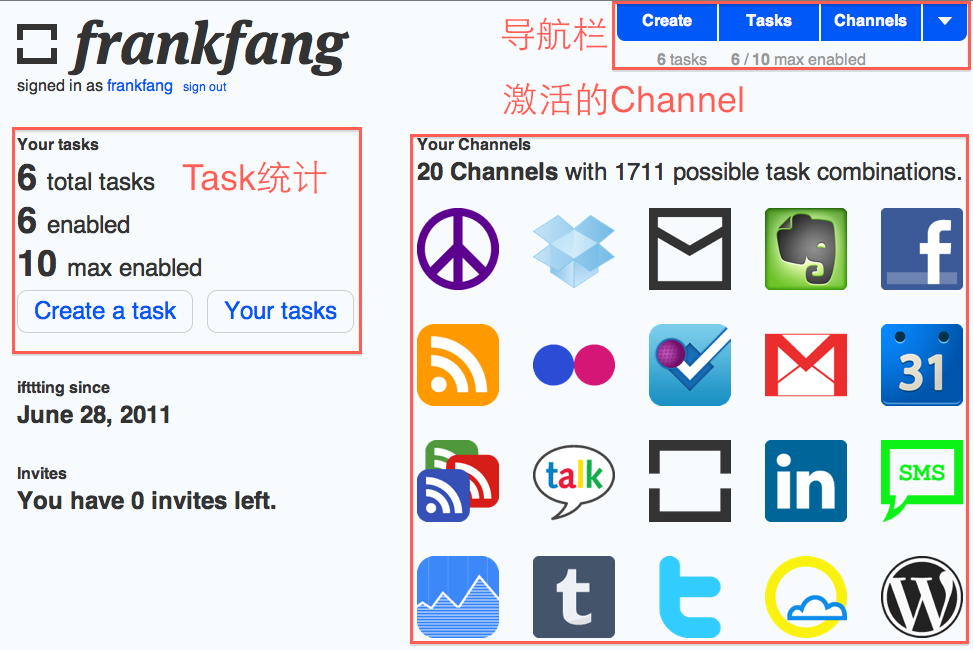 frankfang
signed in as frankfang sign out
导航栏
Create Tasks Channels
6 tasks 6 / 10 max enabled
激活的Channel
Your tasks
6 total tasks
Task统计
6 enabled
10 max enabled
Create a task Your tasks
ifttting since
June 28, 2011
Invites
You have 0 invites left.
Your Channels
20 Channels with 1711 possible task combinations.
f
31
talk
in
SMS
t
W